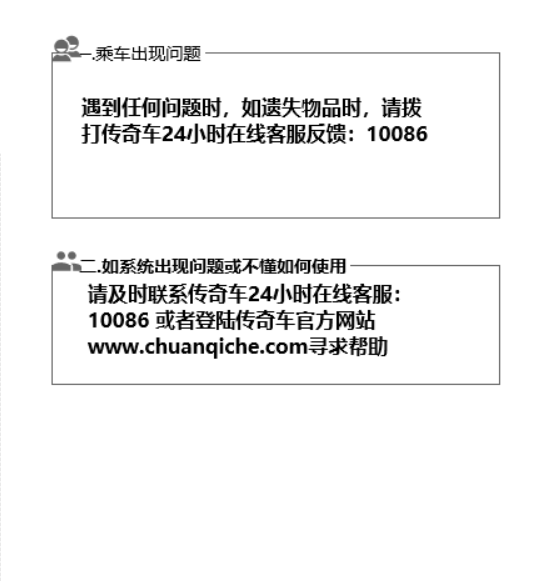 一.乘车出现问题
遇到任何问题时，如遗失物品时，请拨
打传奇车24小时在线客服反馈：10086
二.如系统出现问题或不懂如何使用
请及时联系传奇车24小时在线客服：
10086 或者登陆传奇车官方网站
www.chuanqiche.com寻求帮助